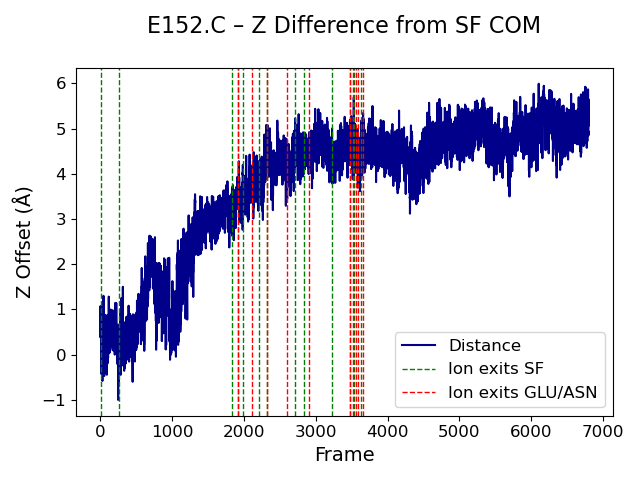 E152.C – Z Difference from SF COM
6
5
4
3
2
1
0
−1
Z Offset (Å)
0 1000 2000 3000 4000 5000 6000 7000
Frame
Distance
Ion exits SF
Ion exits GLU/ASN